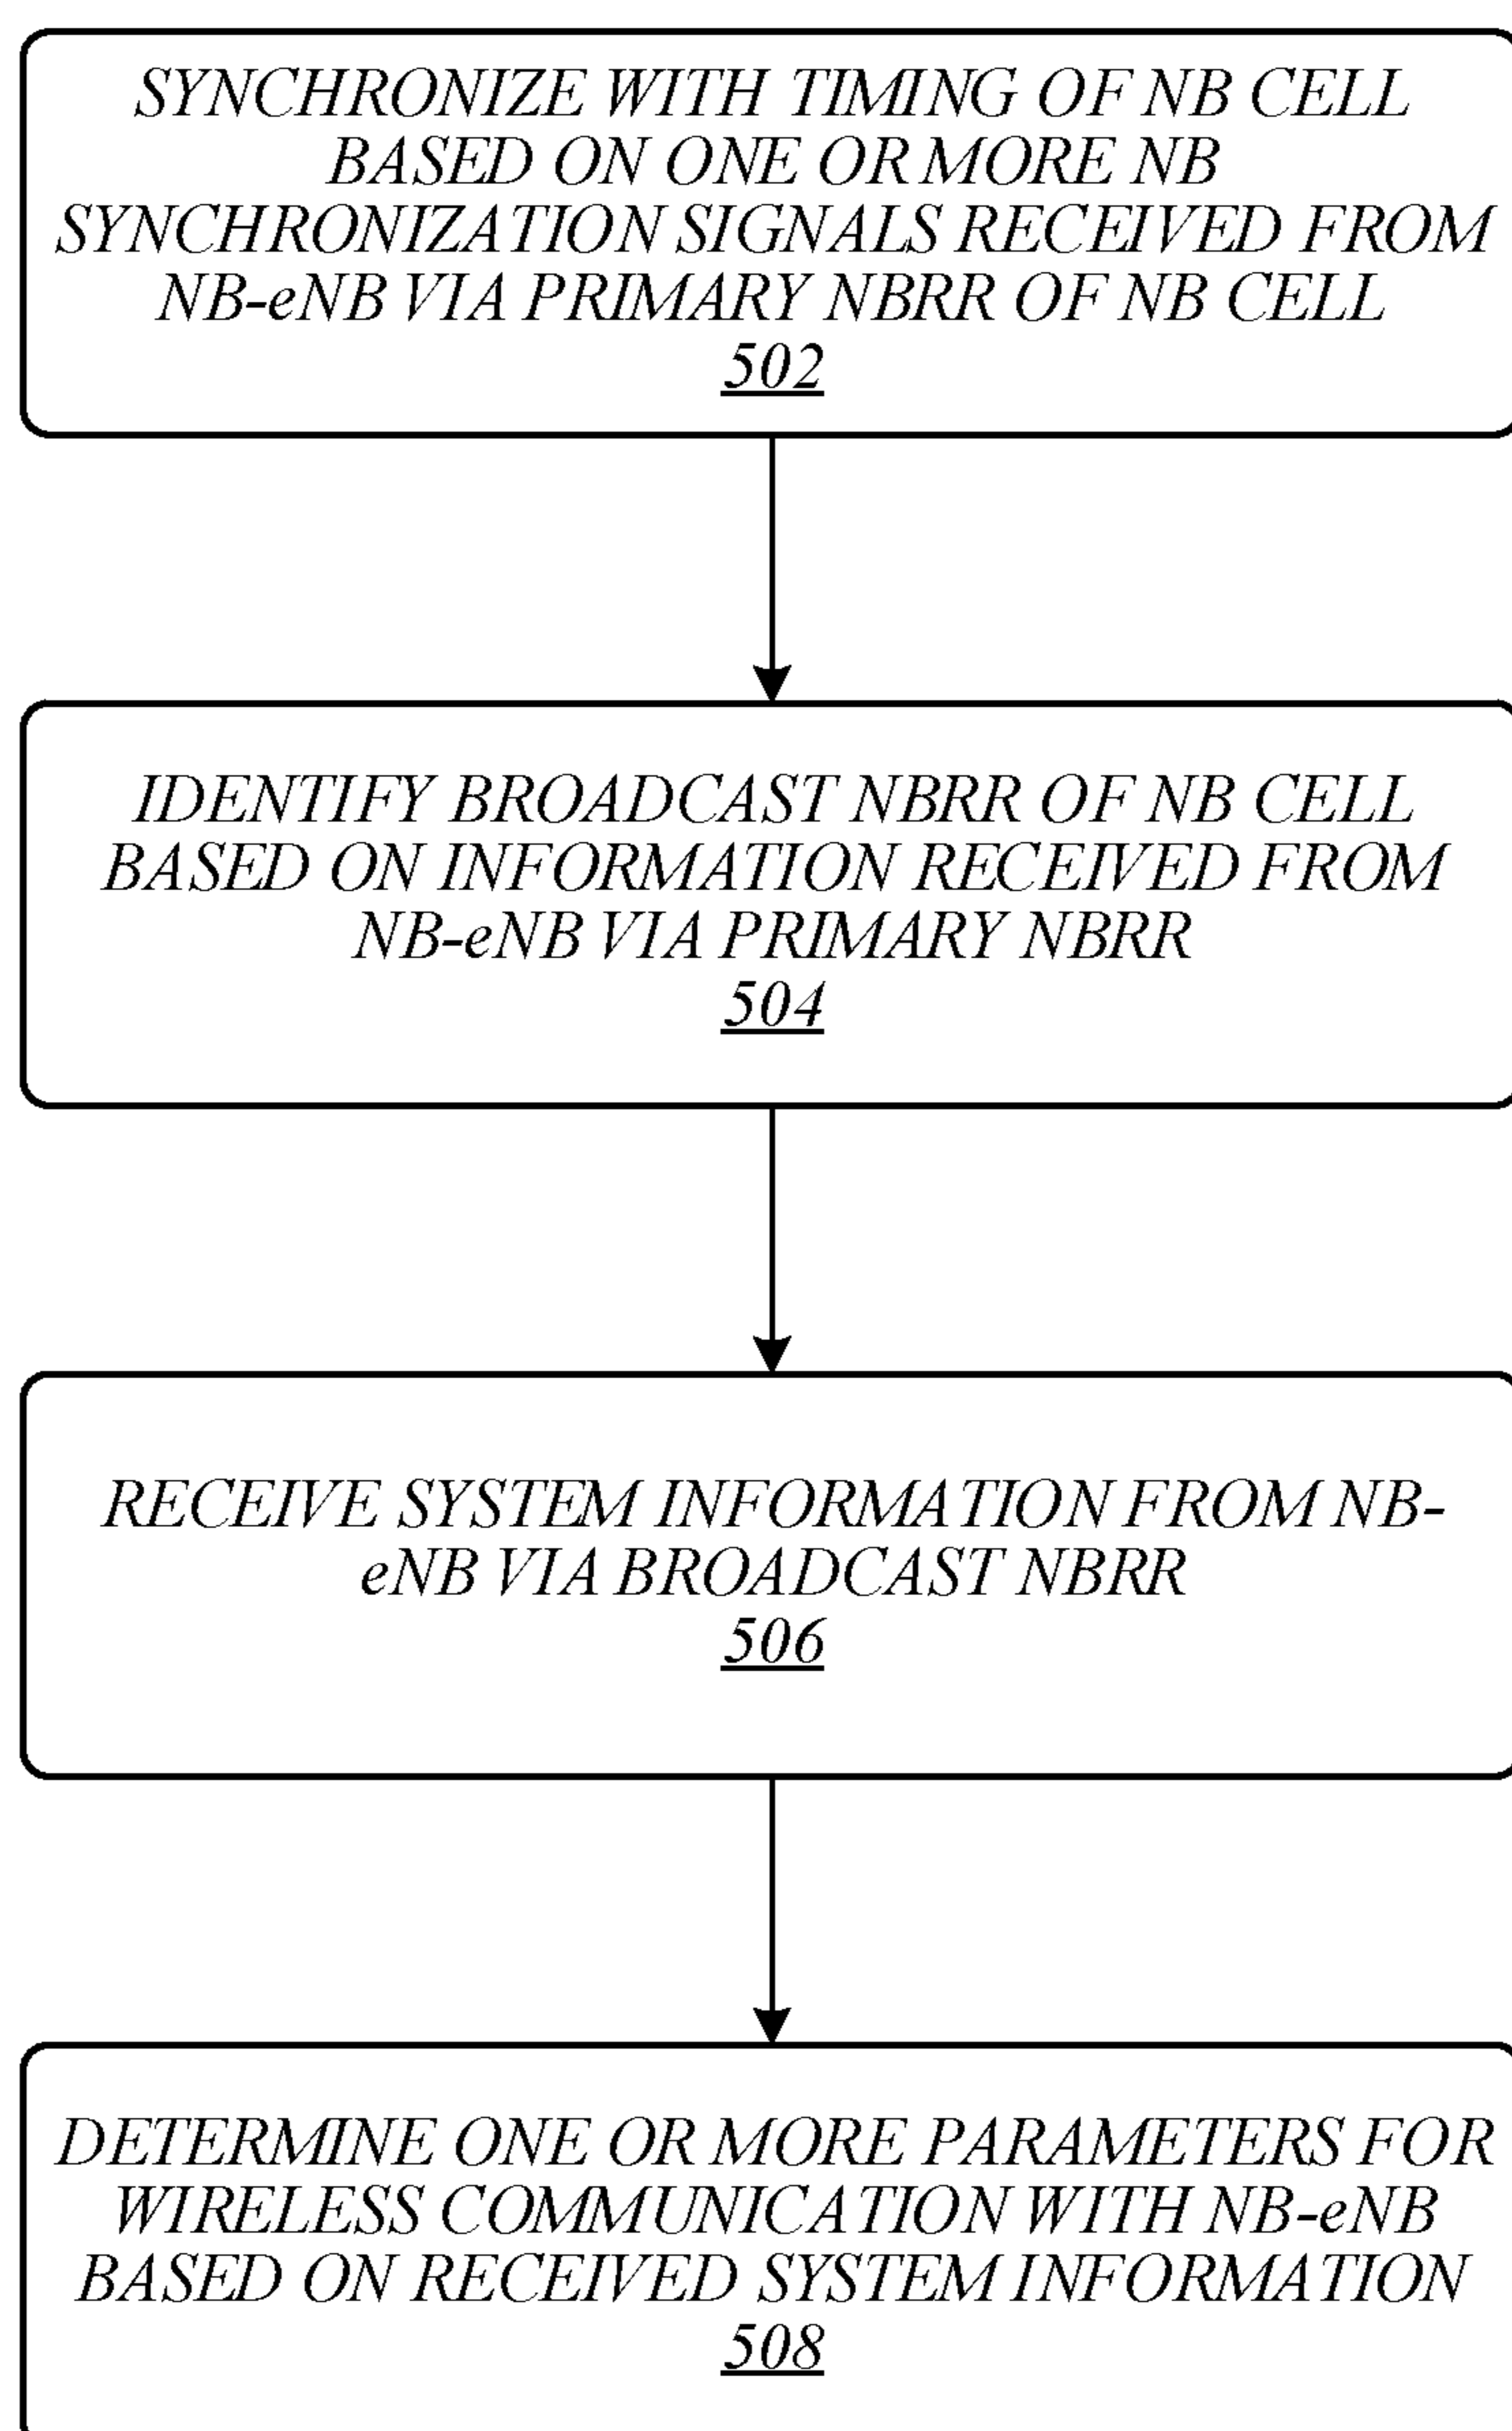 SYNCHRONIZE WITH TIMING OF NB CELL
BASED ON ONE OR MORE NB
SYNCHRONIZATION SIGNALS RECEIVED FROM
NB-eNB VIA PRIMARY NBRR OF NB CELL
502
IDENTIFY BROADCAST NBRR OF NB CELL
BASED ON INFORMATION RECEIVED FROM
NB-eNB VIA PRIMARY NBRR
504
RECEIVE SYSTEM INFORMATION FROM NB-
eNB VIA BROADCAST NBRR
506
DETERMINE ONE OR MORE PARAMETERS FOR
WIRELESS COMMUNICATION WITH NB-eNB
BASED ON RECEIVED SYSTEM INFORMATION
508